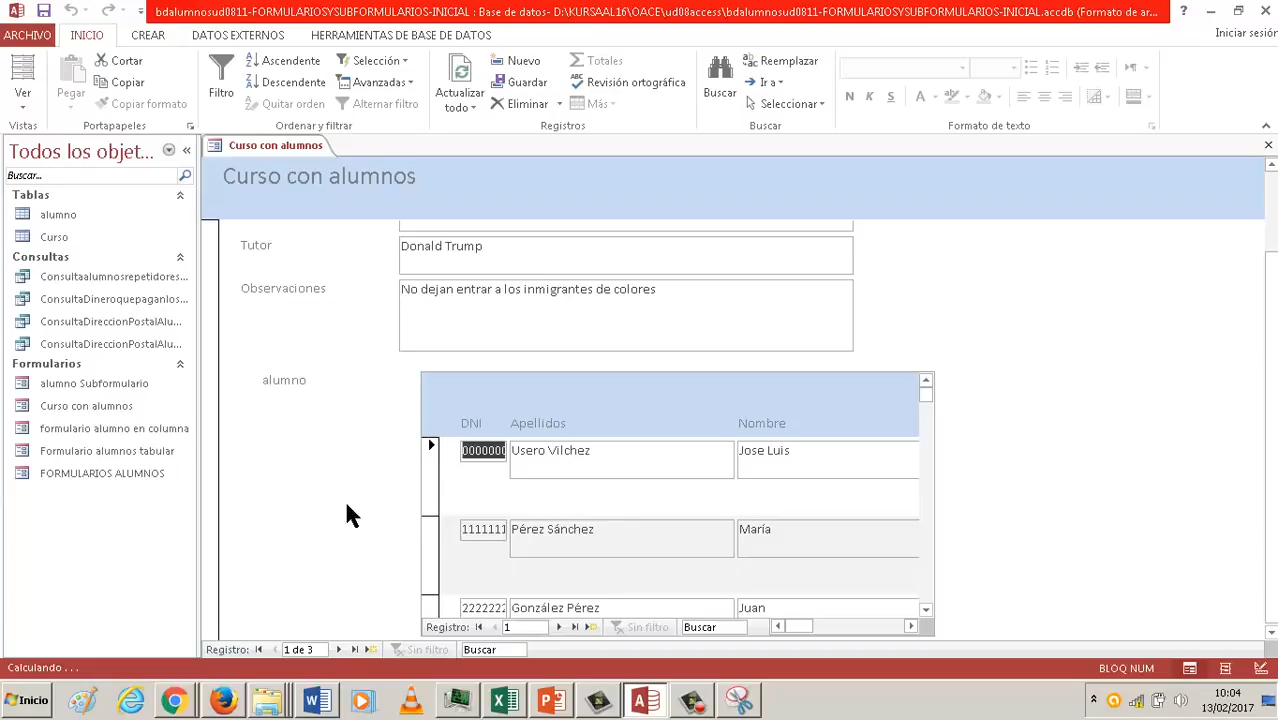 bdalumnosud0811-FORMULARIOSYSUBFORMULARIOS-INICIAL : Base de datos- D:\KURSAAL16\OACE\ud08access\bdalumnosud0811-FORMULARIOSYSUBFORMULARIOS-INICIAL.accdb (Formato de ar...
Iniciar sesión
ARCHIVO INICIO CREAR DATOS EXTERNOS HERRAMIENTAS DE BASE DE DATOS
Ver
Vistas
Pegar
Cortar
Copiar
Copiar formato
Portapapeles
Filtro
Ascendente
Descendente
Quitar orden
Selección
Avanzadas
Alternar filtro
Ordenar y filtrar
Actualizar todo
Nuevo
Guardar
Eliminar
Totales
Revisión ortográfica
Más
Registros
Buscar
Reemplazar
Ir a
Seleccionar
Buscar
N K S
Formato de texto
Todos los objet...
Buscar...
Tablas
alumno
Curso
Consultas
Consultaalumnosrepetidores...
ConsultaDineroquepaganlos...
ConsultaDireccionPostalAlu...
ConsultaDireccionPostalAlu...
Formularios
alumno Subformulario
Curso con alumnos
formulario alumno en columna
Formulario alumnos tabular
FORMULARIOS ALUMNOS
Curso con alumnos
Curso con alumnos
Tutor Donald Trump
Observaciones No dejan entrar a los inmigrantes de colores
alumno
DNI Apellidos Nombre
0000000 Usero Vilchez Jose Luis
1111111 Pérez Sánchez María
2222222 González Pérez Juan
Registro: 1 Sin filtro Buscar
Registro: 1 de 3 Sin filtro Buscar
Calculando . . .
BLOQ NUM
Inicio
10:04
13/02/2017